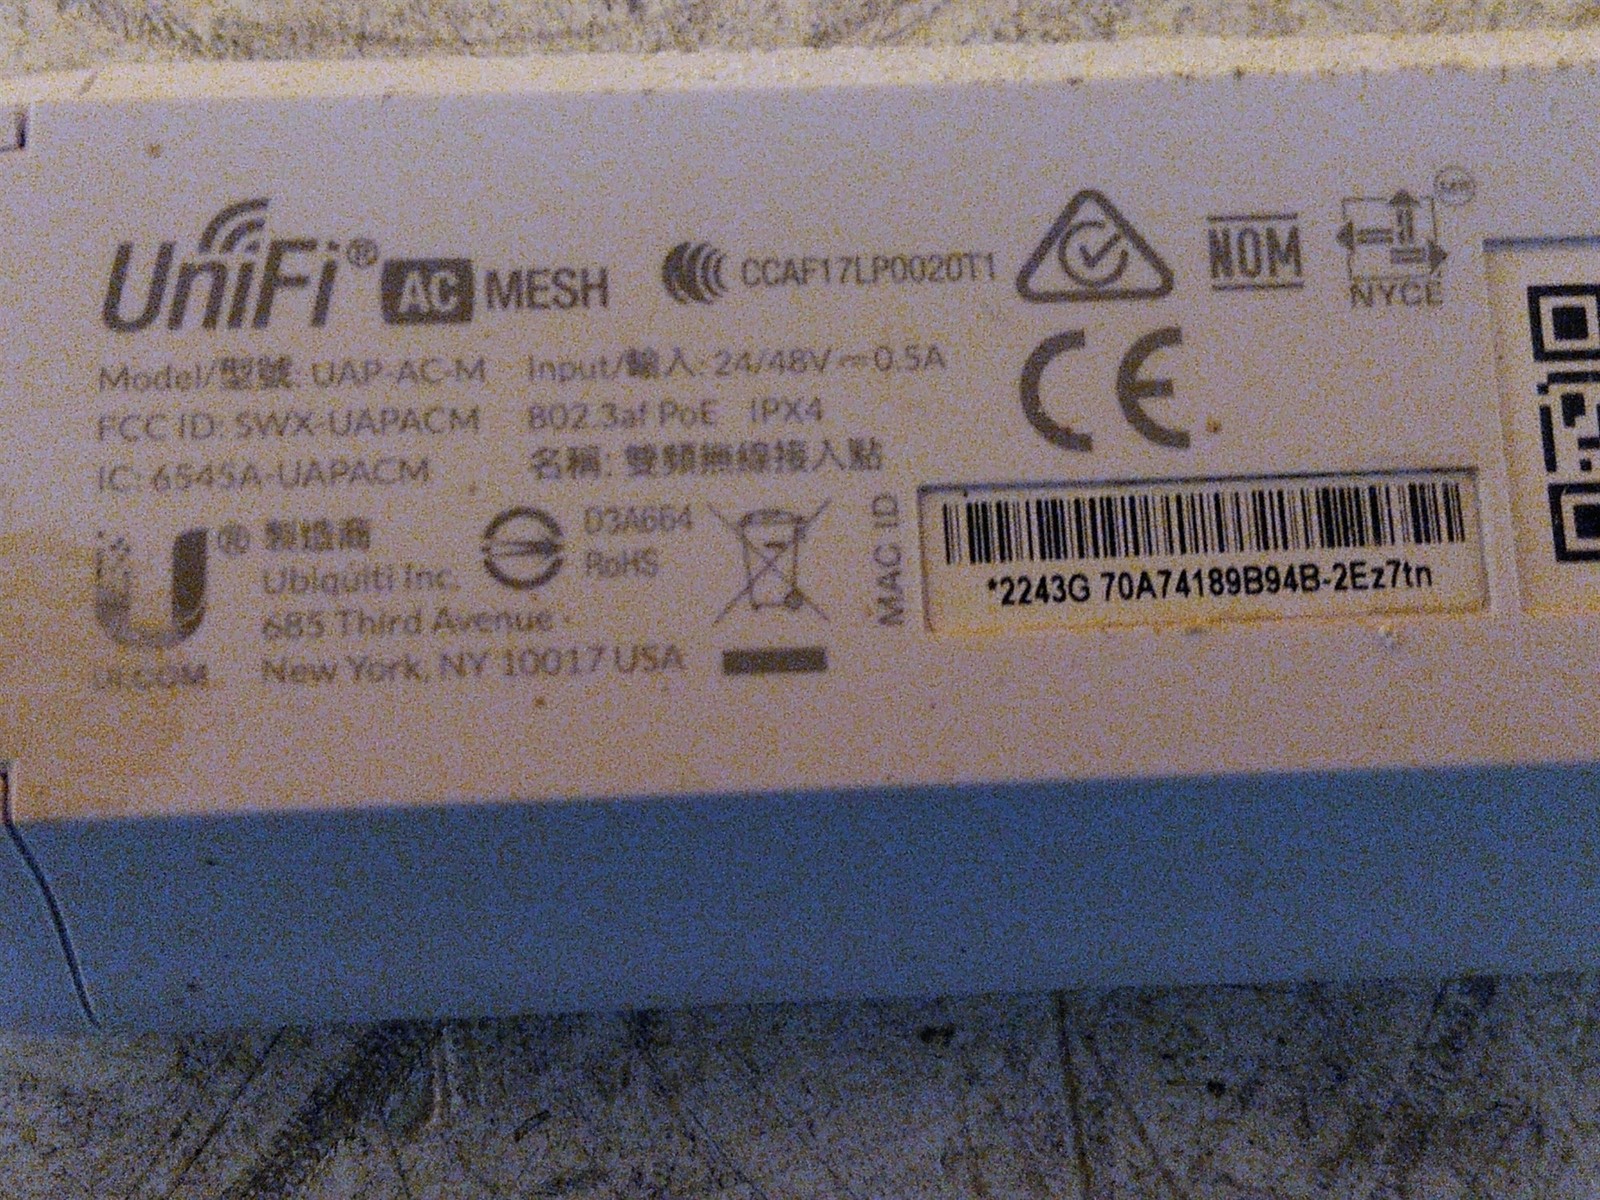 UniFi® AC MESH
CCAF17LP0020T1
NOM
NYCE
Model/型號: UAP-AC-M
Input/輸入: 24/48V⎓0.5A
FCC ID: SWX-UAPACM
802.3af PoE IPX4
IC: 6545A-UAPACM
名稱: 雙頻無線接入點
CE
U®
UI.COM
製造商
Ubiquiti Inc.
685 Third Avenue
New York, NY 10017 USA
D3A664
RoHS
MAC ID
*2243G 70A74189B94B-2Ez7tn